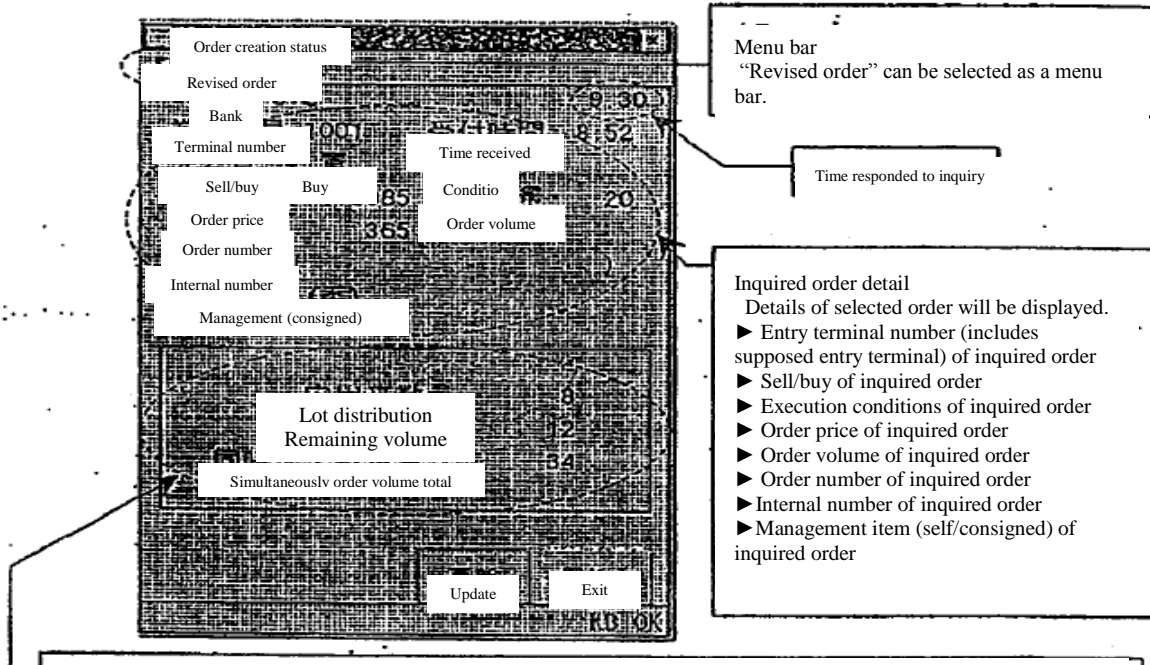 Order creation status
Revised order
9 30
Bank
001
8 52
Terminal number
Time received
Sell/buy Buy
85
Conditio
20
Order price
365
Order volume
Order number
Internal number
Management (consigned)
8
Lot distribution
12
Remaining volume
34
Simultaneously order volume total
Update
Exit
KB OK
Menu bar
“Revised order” can be selected as a menu
bar.
Time responded to inquiry
Inquired order detail
Details of selected order will be displayed.
► Entry terminal number (includes
supposed entry terminal) of inquired order
► Sell/buy of inquired order
► Execution conditions of inquired order
► Order price of inquired order
► Order volume of inquired order
► Order number of inquired order
►Internal number of inquired order
►Management item (self/consigned) of
inquired order